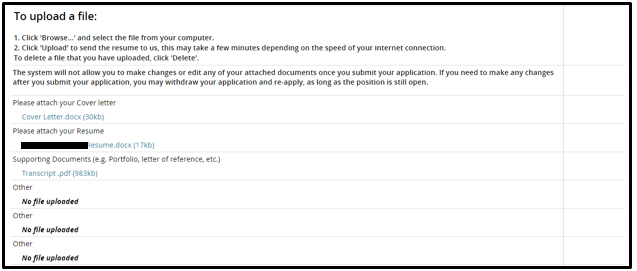 To upload a file:
1. Click 'Browse...' and select the file from your computer.
2. Click 'Upload' to send the resume to us, this may take a few minutes depending on the speed of your internet connection.
To delete a file that you have uploaded, click 'Delete'.
The system will not allow you to make changes or edit any of your attached documents once you submit your application. If you need to make any changes
after you submit your application, you may withdraw your application and re-apply, as long as the position is still open.
Please attach your Cover letter
Cover Letter.docx (30kb)
Please attach your Resume
Resume.docx (17kb)
Supporting Documents (e.g. Portfolio, letter of reference, etc.)
Transcript .pdf (983kb)
Other
No file uploaded
Other
No file uploaded
Other
No file uploaded